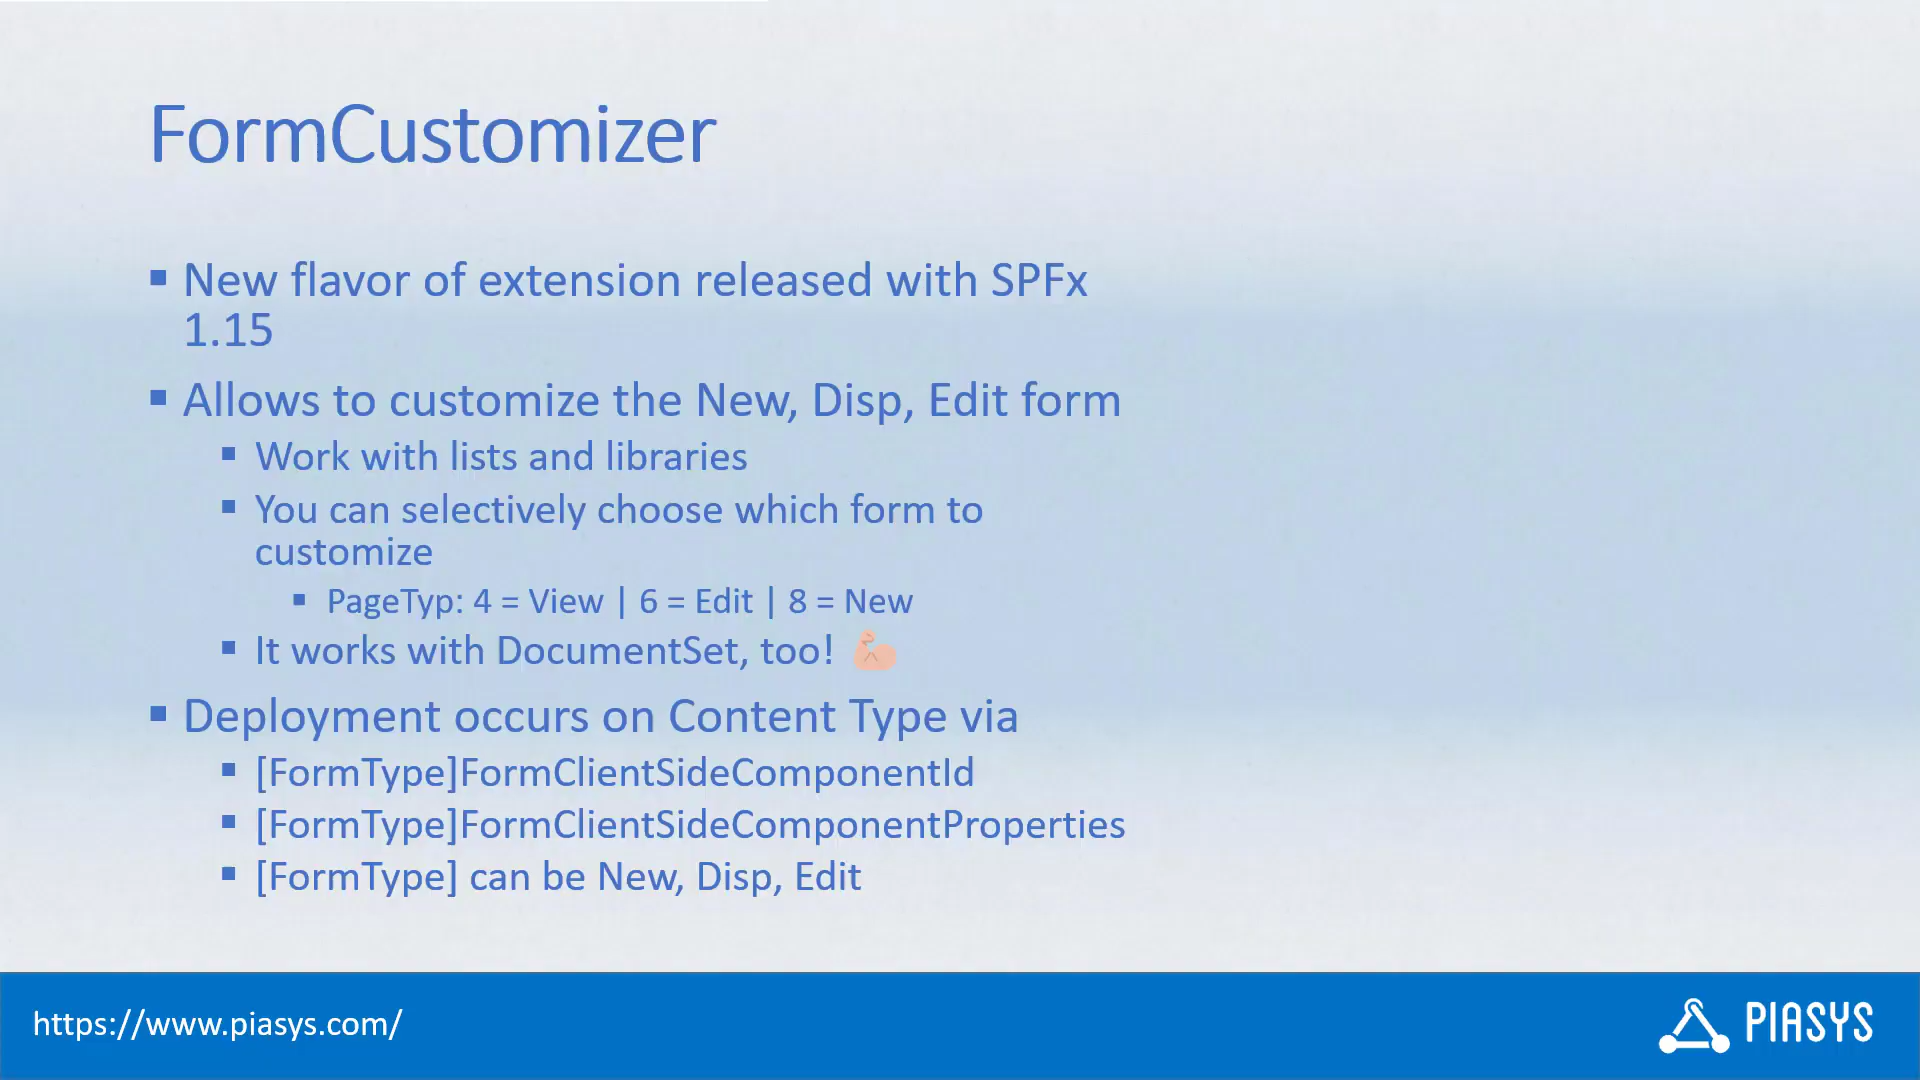 FormCustomizer
▪ New flavor of extension released with SPFx
1.15
▪ Allows to customize the New, Disp, Edit form
▪ Work with lists and libraries
▪ You can selectively choose which form to
customize
▪ PageTyp: 4 = View | 6 = Edit | 8 = New
▪ It works with DocumentSet, too! 💪
▪ Deployment occurs on Content Type via
▪ [FormType]FormClientSideComponentId
▪ [FormType]FormClientSideComponentProperties
▪ [FormType] can be New, Disp, Edit
https://www.piasys.com/
PIASYS